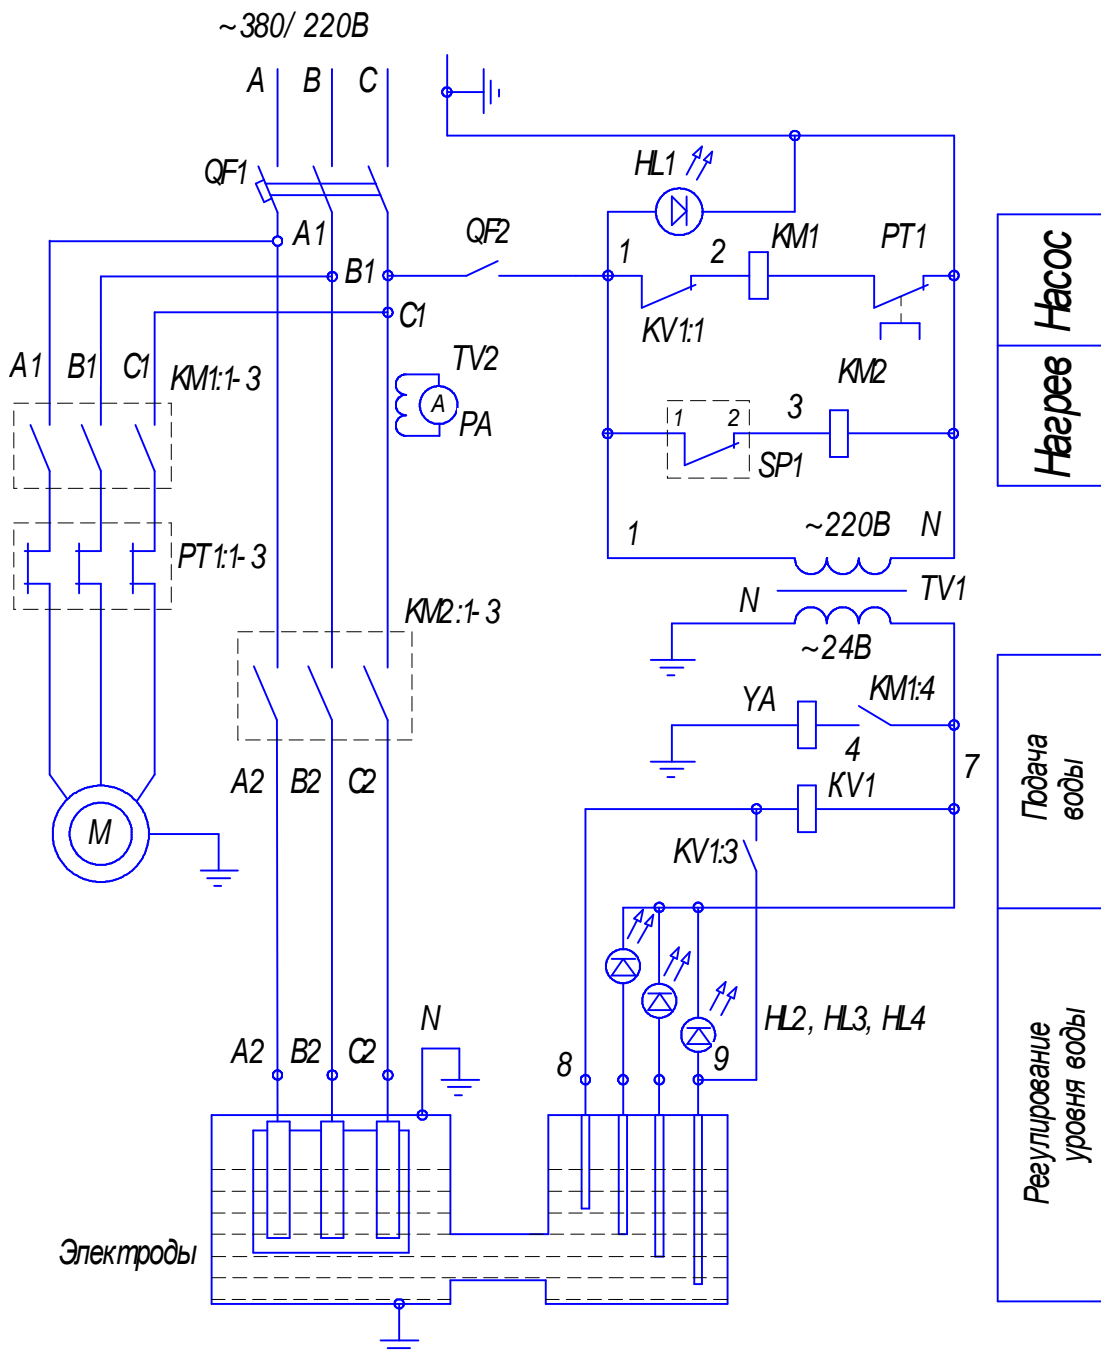 ~380/ 220В
A B C
QF1
A1
B1
C1
QF2
HL1
1
2
KM1
PT1
KV1:1
Насос
A1 B1 C1
KM1:1-3
TV2
A
PA
KM2
1 2
3
SP1
Нагрев
PT1:1-3
1
~220В
N
TV1
N
~24В
KM2:1-3
YA
KM1:4
4
7
Подача
воды
A2 B2 C2
KV1
M
KV1:3
HL2, HL3, HL4
A2 B2 C2
N
8
9
Регулирование
уровня воды
Электроды